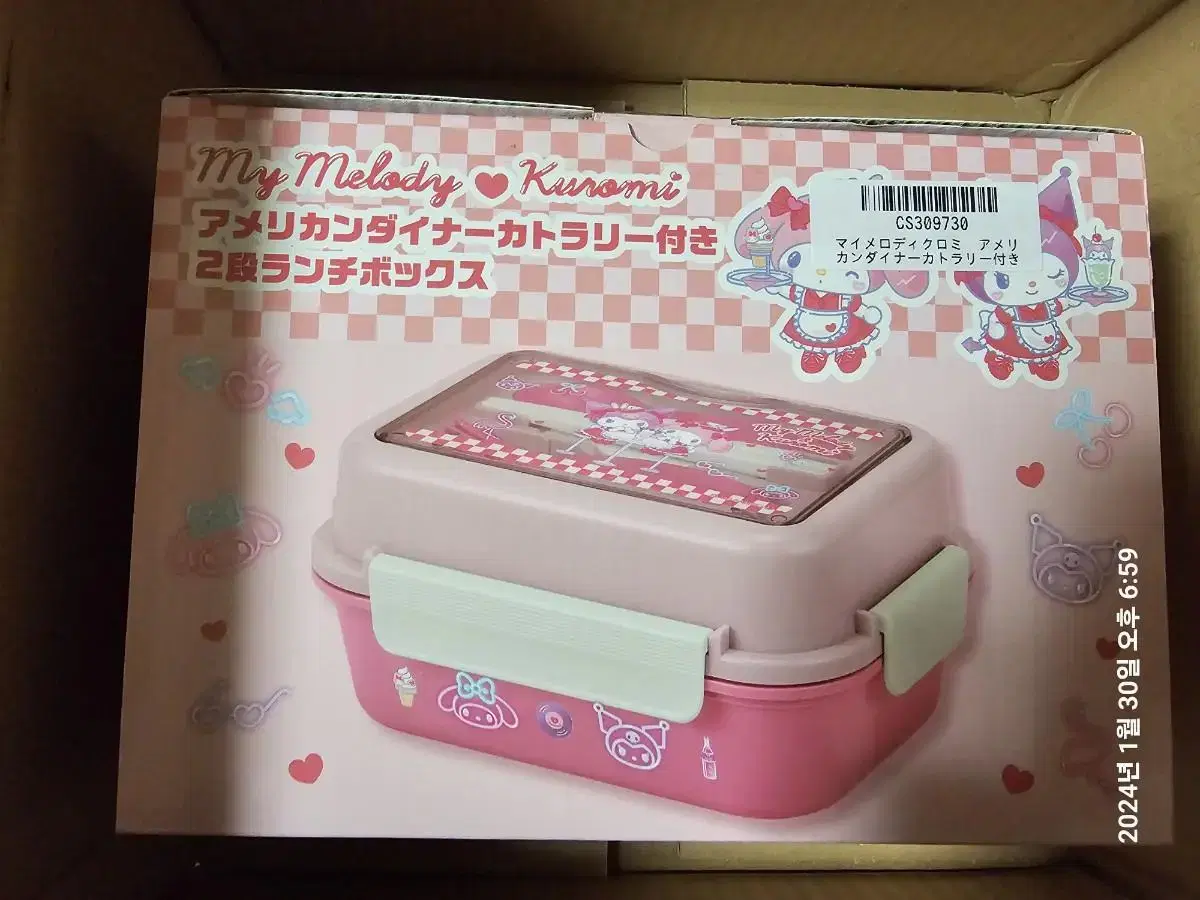 My Melody ♥ Kuromi
アメリカンダイナーカトラリー付き
2段ランチボックス
CS309730
マイメロディクロミ アメリ
カンダイナーカトラリー付き
My Melody
Kuromi
2024년 1월 30일 오후 6:59